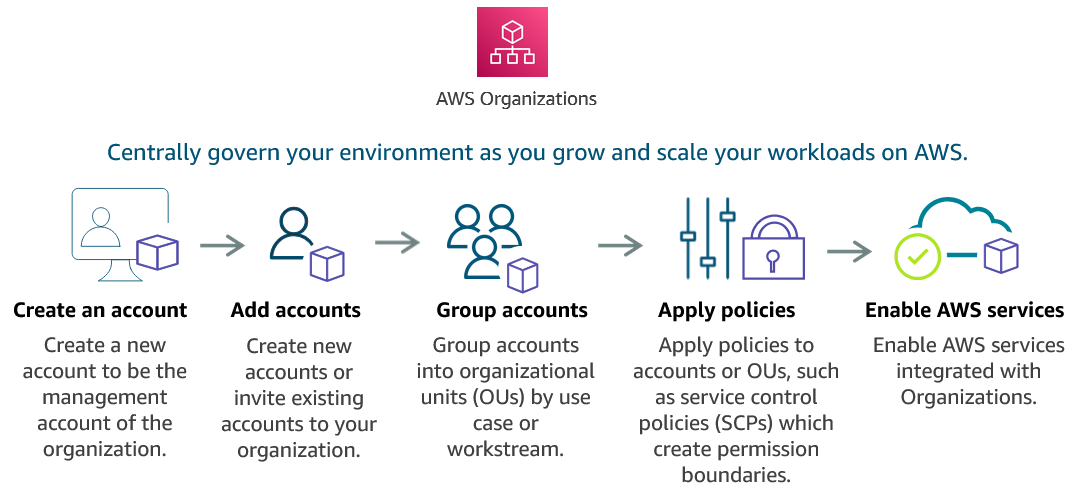 AWS Organizations
Centrally govern your environment as you grow and scale your workloads on AWS.
Create an account
Create a new
account to be the
management
account of the
organization.
Add accounts
Create new
accounts or
invite existing
accounts to your
organization.
Group accounts
Group accounts
into organizational
units (OUs) by use
case or
workstream.
Apply policies
Apply policies to
accounts or OUs, such
as service control
policies (SCPs) which
create permission
boundaries.
Enable AWS services
Enable AWS services
integrated with
Organizations.